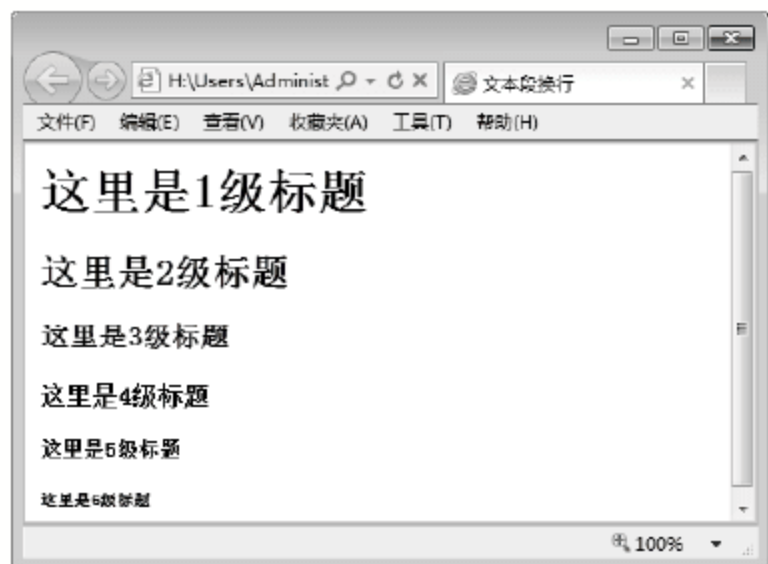 H:\Users\Administ
文本段换行
文件(F) 编辑(E) 查看(V) 收藏夹(A) 工具(T) 帮助(H)
这里是1级标题
这里是2级标题
这里是3级标题
这里是4级标题
这里是5级标题
这里是6级标题
100%